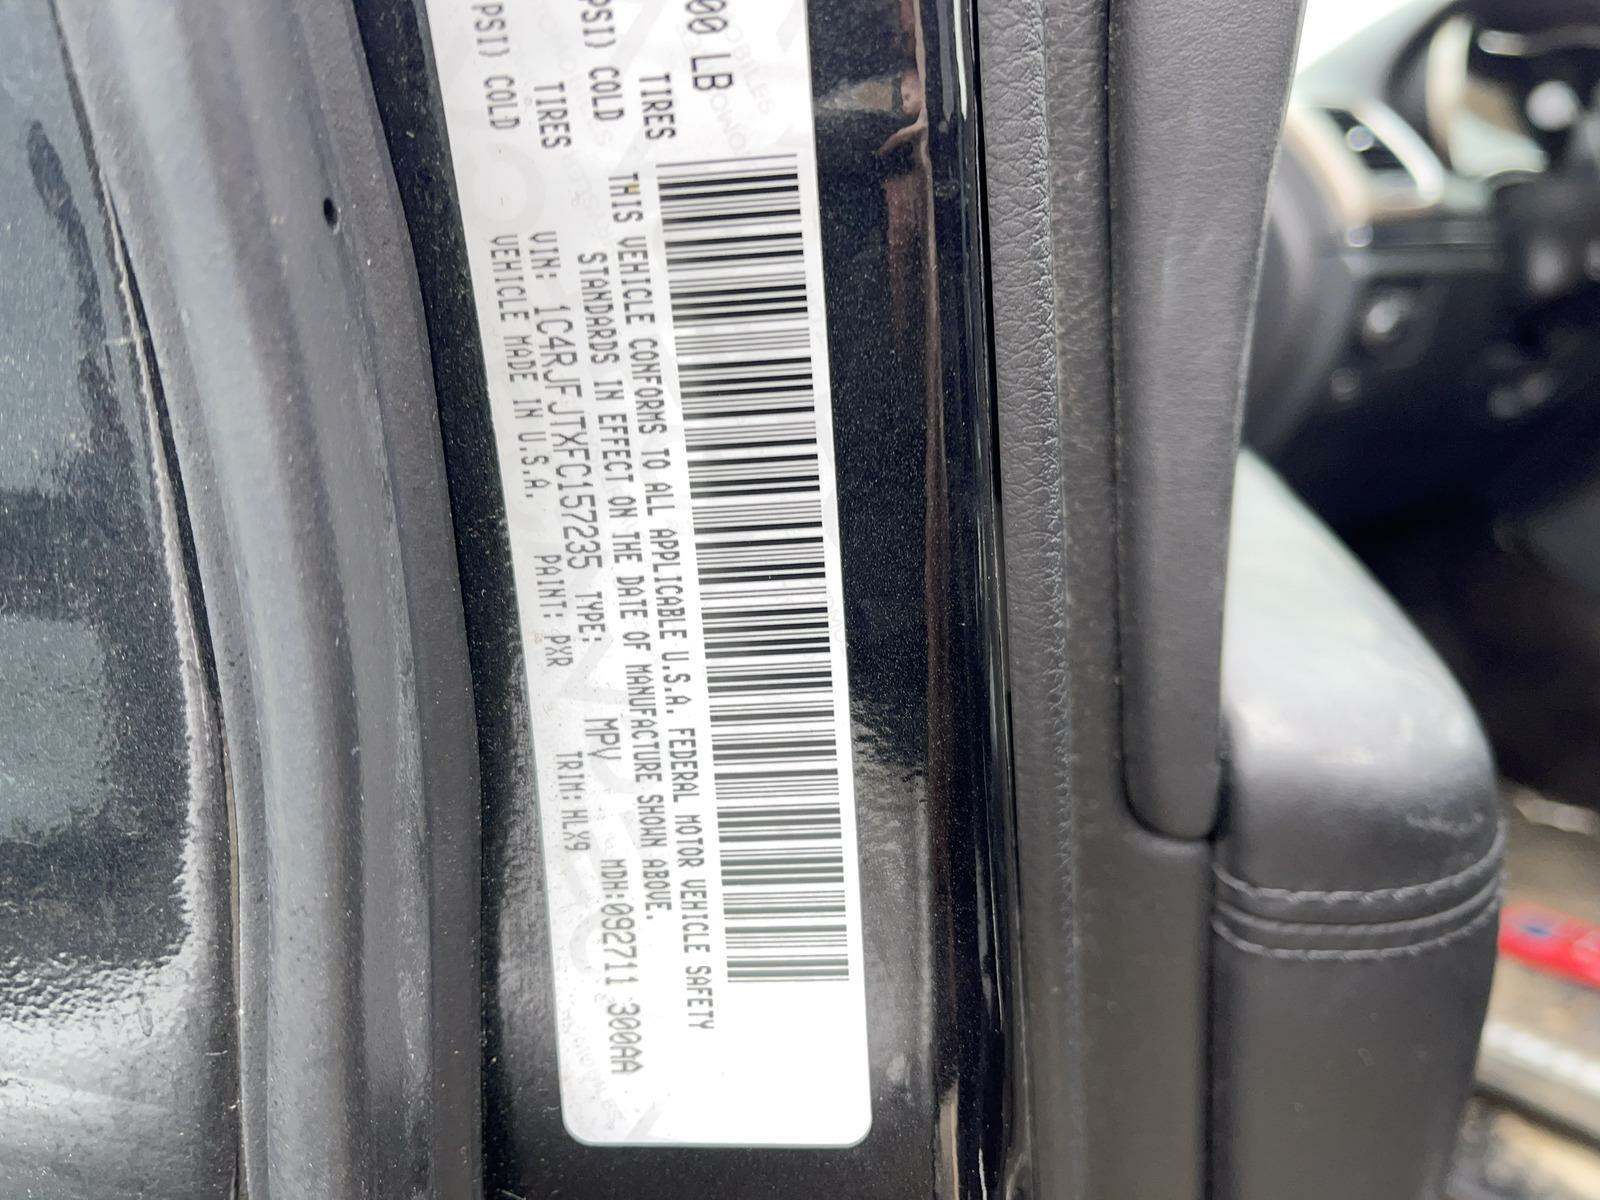 00 LB
TIRES
PSI) COLD
TIRES
PSI) COLD
THIS VEHICLE CONFORMS TO ALL APPLICABLE U.S.A. FEDERAL MOTOR VEHICLE SAFETY
STANDARDS IN EFFECT ON THE DATE OF MANUFACTURE SHOWN ABOVE.
VIN: 1C4RJFJTXFC157235 TYPE: MPV MDH:092711 300AA
VEHICLE MADE IN U.S.A. PAINT: PXR TRIM: HLX9